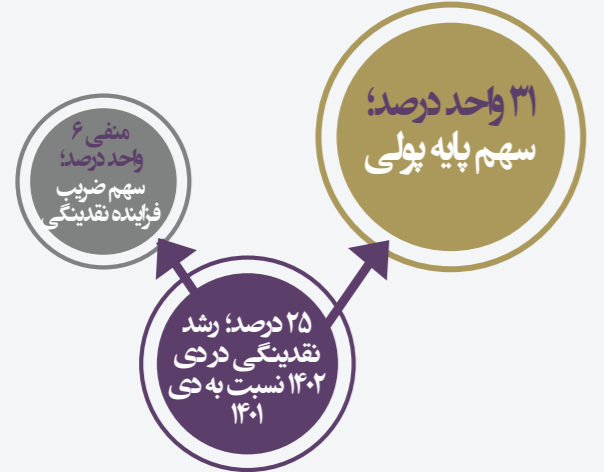 ۳۱ واحد درصد؛
سهم پایه پولی
منفی ۶
واحد درصد؛
سهم ضریب
فزاینده نقدینگی
۲۵ درصد؛ رشد
نقدینگی در دی
۱۴۰۲ نسبت به دی
۱۴۰۱